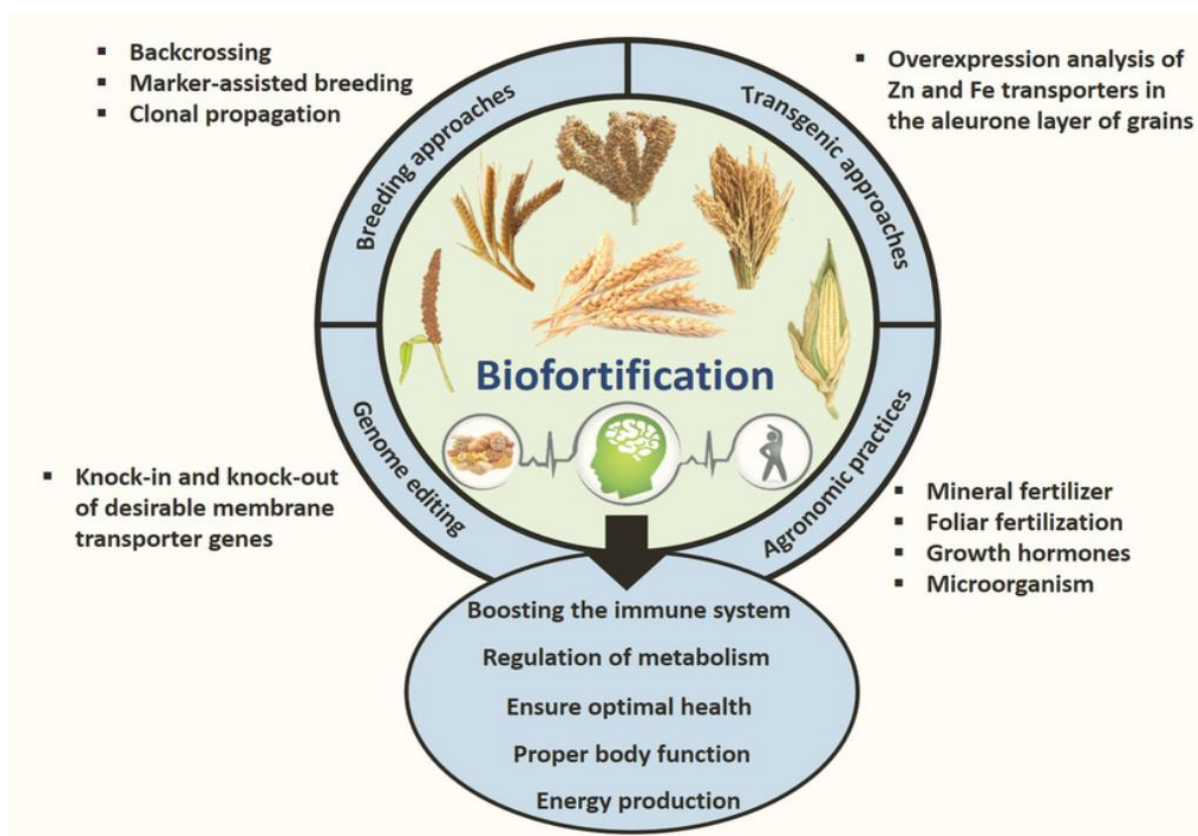 Backcrossing
Marker-assisted breeding
Clonal propagation
Overexpression analysis of
Zn and Fe transporters in
the aleurone layer of grains
Breeding approaches
Transgenic approaches
Biofortification
Genome editing
Agronomic practices
Knock-in and knock-out
of desirable membrane
transporter genes
Mineral fertilizer
Foliar fertilization
Growth hormones
Microorganism
Boosting the immune system
Regulation of metabolism
Ensure optimal health
Proper body function
Energy production